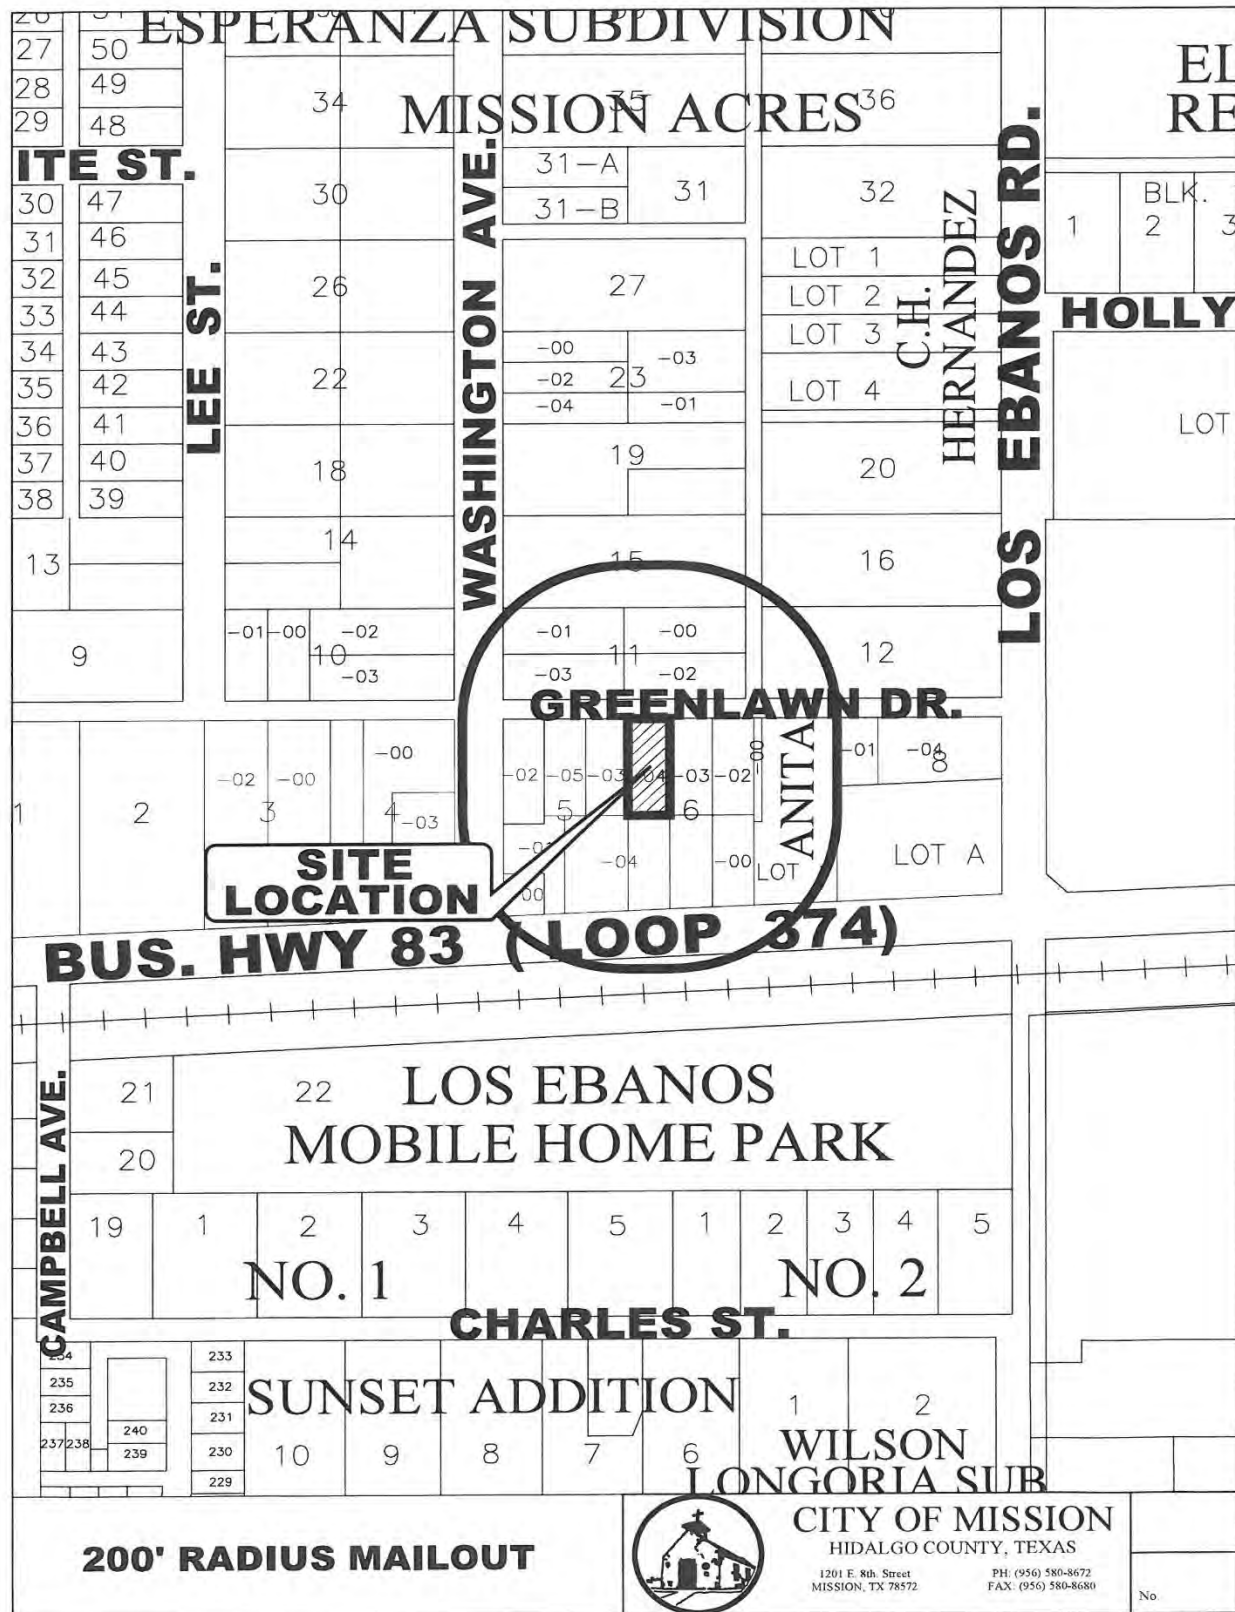 26
51
38
39
40
ESPERANZA SUBDIVISION
27
50
28
49
29
48
34
35
36
MISSION ACRES
EL
RE
ITE ST.
30
47
31
46
32
45
33
44
34
43
35
42
36
41
37
40
38
39
LEE ST.
30
26
22
18
14
WASHINGTON AVE.
31-A
31-B
31
27
-00
-02
-04
23
-03
-01
19
15
32
LOT 1
LOT 2
LOT 3
LOT 4
C.H.
HERNANDEZ
20
16
12
LOS EBANOS RD.
BLK.
1
2
3
HOLLY
LOT
13
9
-01
-00
-02
10
-03
-01
-00
11
-03
-02
GREENLAWN DR.
1
2
-02
-00
3
-00
4
-03
-02
-05
-03
-04
-03
-02
-00
5
6
-04
-00
LOT
ANITA
-01
-04
8
LOT A
SITE
LOCATION
BUS. HWY 83 (LOOP 374)
CAMPBELL AVE.
21
22
20
LOS EBANOS
MOBILE HOME PARK
19
1
2
3
4
5
1
2
3
4
5
NO. 1
NO. 2
CHARLES ST.
234
235
236
237
238
240
239
233
232
231
230
229
SUNSET ADDITION
10
9
8
7
6
1
2
WILSON
LONGORIA SUB
200' RADIUS MAILOUT
CITY OF MISSION
HIDALGO COUNTY, TEXAS
1201 E. 8th. Street
MISSION, TX 78572
PH: (956) 580-8672
FAX: (956) 580-8680
No